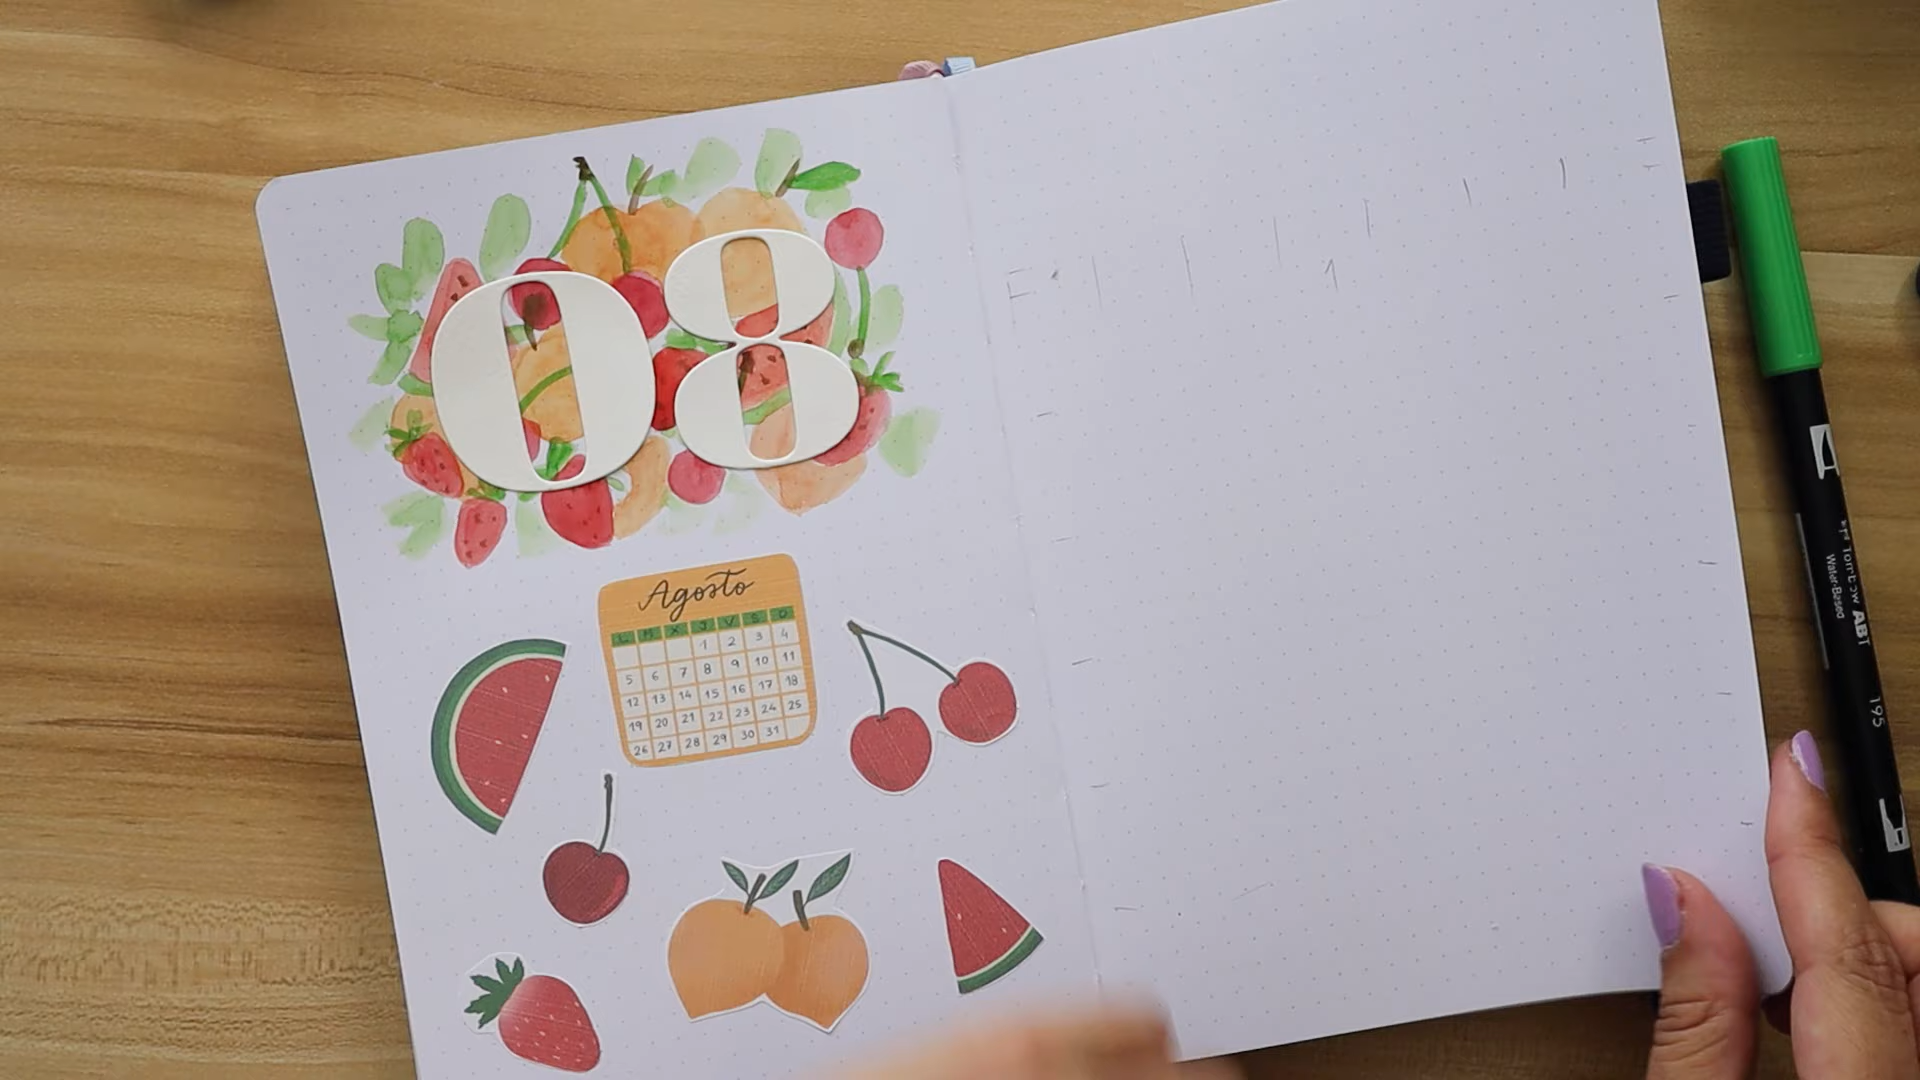 08
Agosto
L M X J V S D
1 2 3 4
5 6 7 8 9 10 11
12 13 14 15 16 17 18
19 20 21 22 23 24 25
26 27 28 29 30 31
Tombow ABT
Water-Based
195